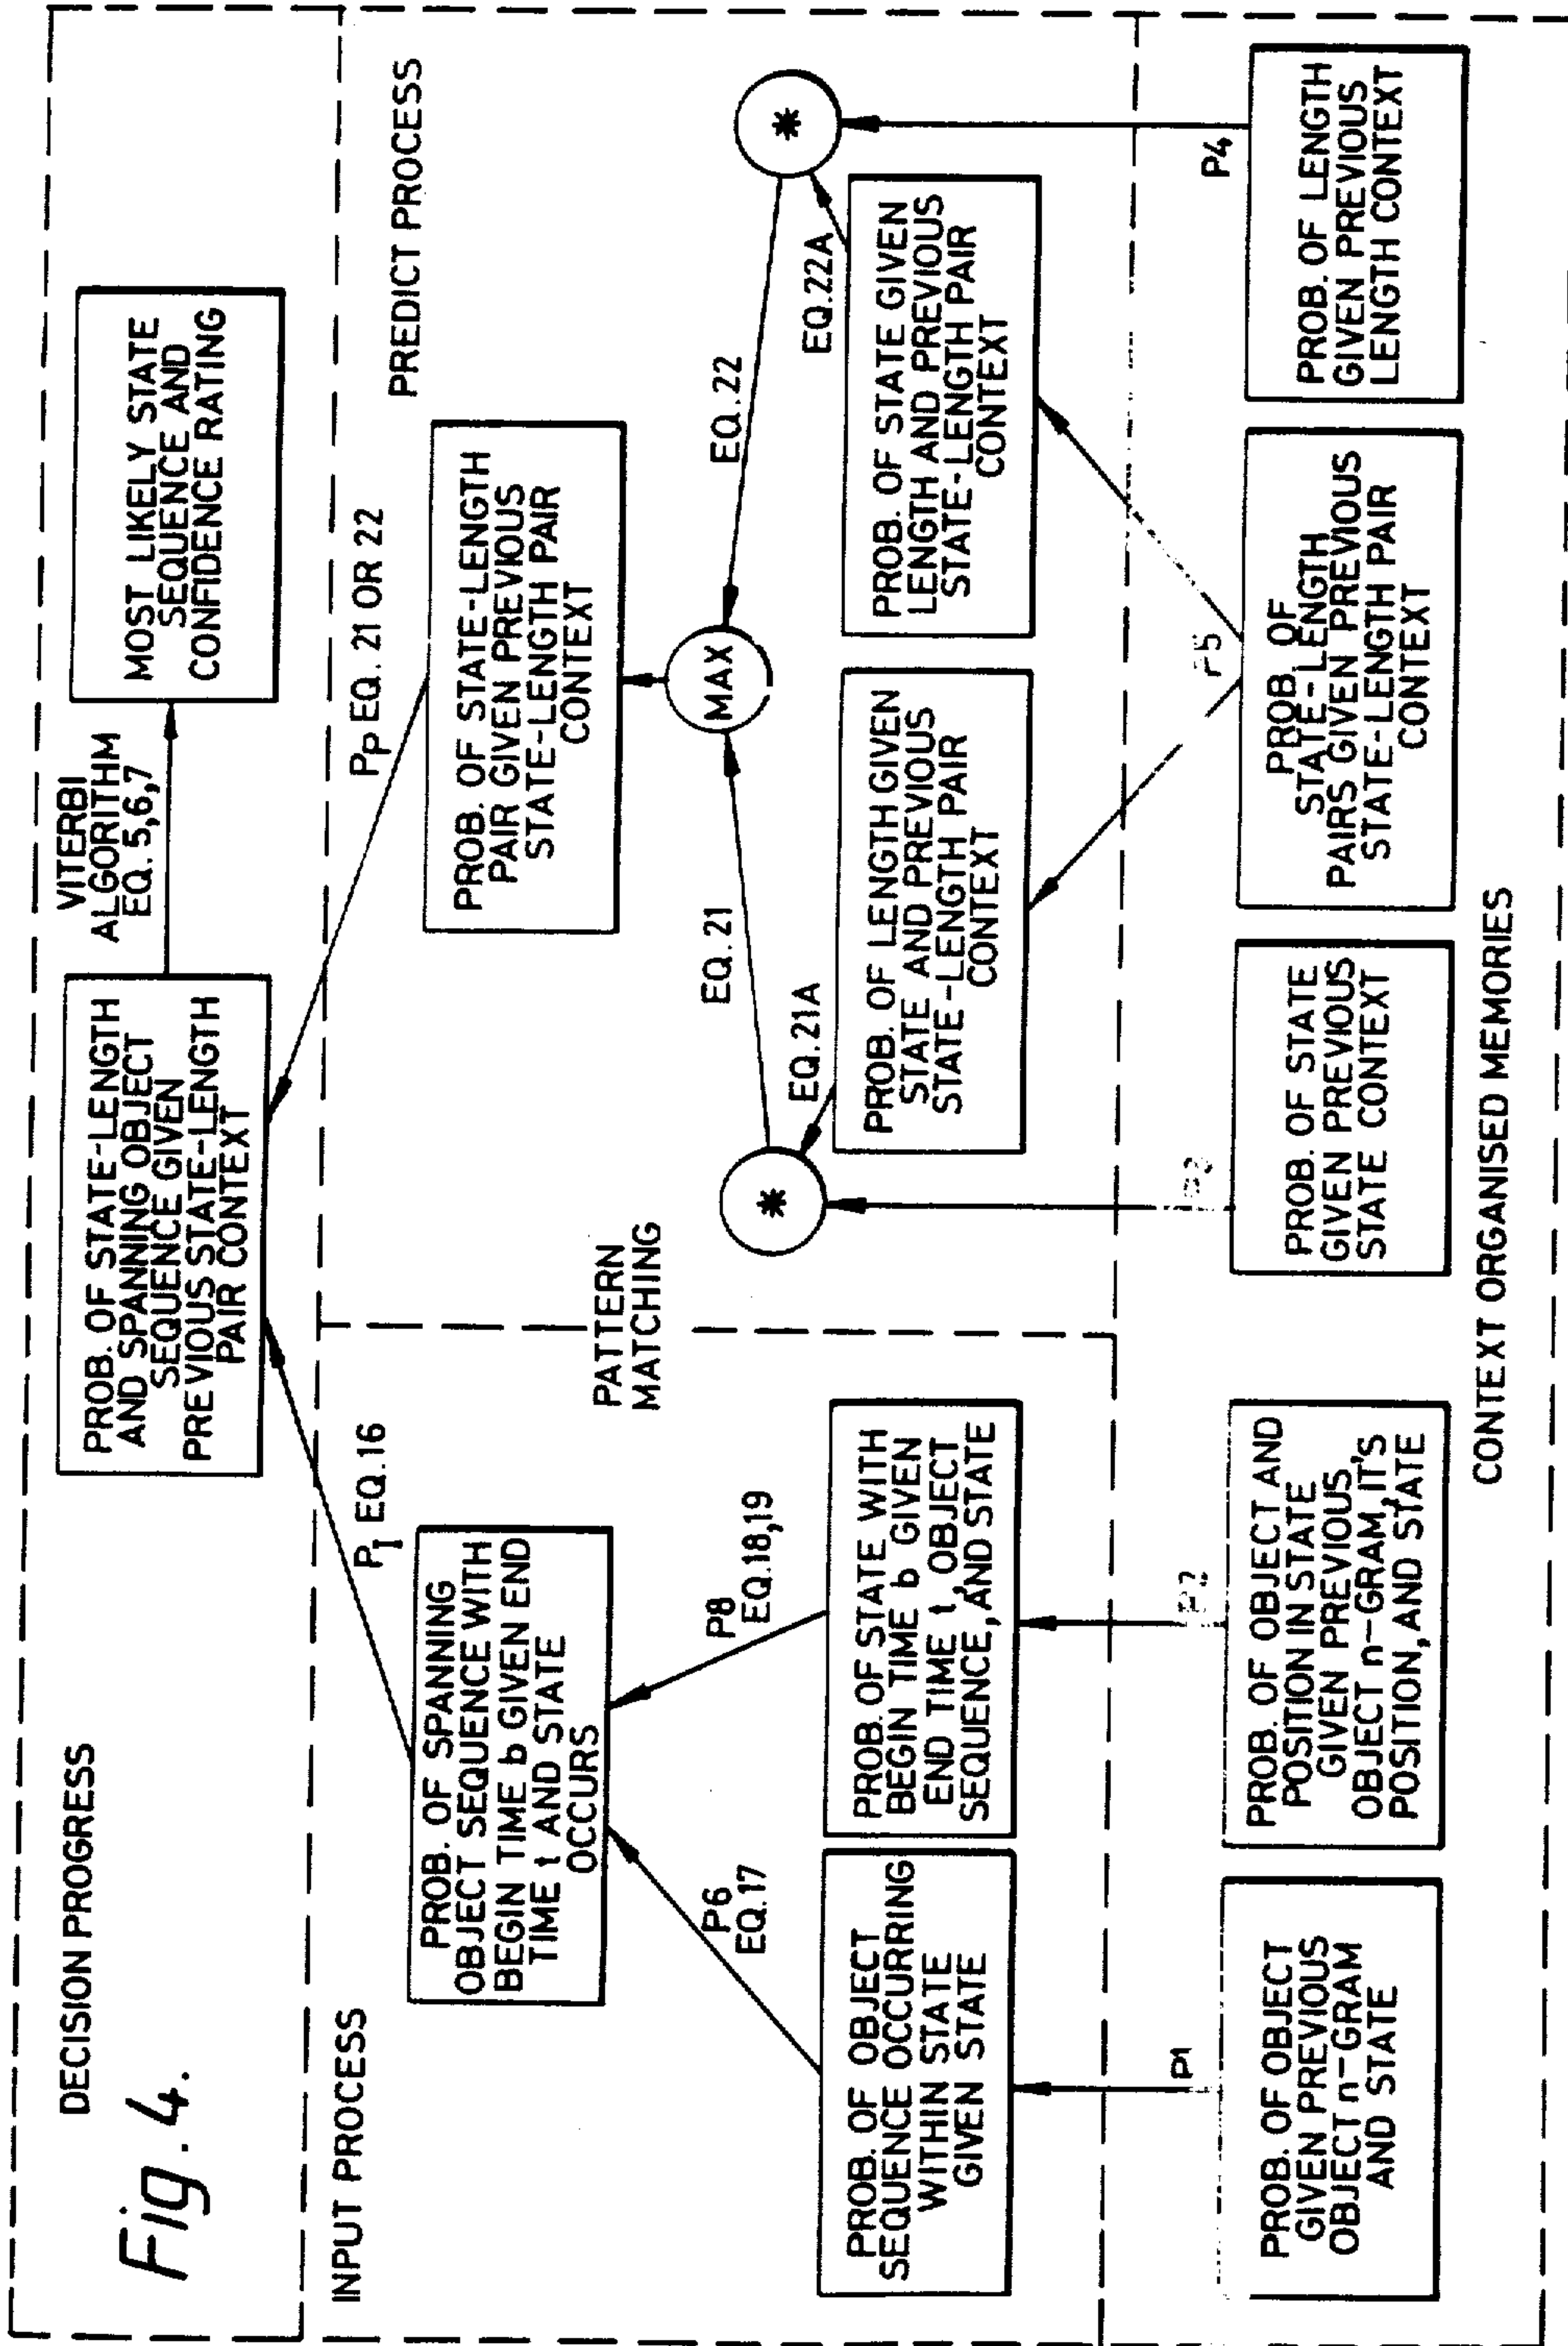 Fig. 4.
DECISION PROGRESS
PROB. OF STATE-LENGTH
AND SPANNING OBJECT
SEQUENCE GIVEN
PREVIOUS STATE-LENGTH
PAIR CONTEXT
VITERBI
ALGORITHM
EQ. 5,6,7
MOST LIKELY STATE
SEQUENCE AND
CONFIDENCE RATING
INPUT PROCESS
PI EQ.16
PP EQ. 21 OR 22
PREDICT PROCESS
PROB. OF SPANNING
OBJECT SEQUENCE WITH
BEGIN TIME b GIVEN END
TIME t AND STATE
OCCURS
PROB. OF STATE-LENGTH
PAIR GIVEN PREVIOUS
STATE-LENGTH PAIR
CONTEXT
P6
EQ.17
P8
EQ.18,19
PATTERN
MATCHING
EQ. 21
MAX
EQ. 22
*
EQ.21A
EQ.22A
*
PROB. OF OBJECT
SEQUENCE OCCURRING
WITHIN STATE
GIVEN STATE
PROB. OF STATE WITH
BEGIN TIME b GIVEN
END TIME t, OBJECT
SEQUENCE, AND STATE
PROB. OF LENGTH GIVEN
STATE AND PREVIOUS
STATE-LENGTH PAIR
CONTEXT
PROB. OF STATE GIVEN
LENGTH AND PREVIOUS
STATE-LENGTH PAIR
CONTEXT
P1
P2
P5
P4
PROB. OF OBJECT
GIVEN PREVIOUS
OBJECT n-GRAM
AND STATE
PROB. OF OBJECT AND
POSITION IN STATE
GIVEN PREVIOUS
OBJECT n-GRAM, IT'S
POSITION, AND STATE
PROB. OF STATE
GIVEN PREVIOUS
STATE CONTEXT
PROB. OF
STATE-LENGTH
PAIRS GIVEN PREVIOUS
STATE-LENGTH PAIR
CONTEXT
PROB. OF LENGTH
GIVEN PREVIOUS
LENGTH CONTEXT
CONTEXT ORGANISED MEMORIES